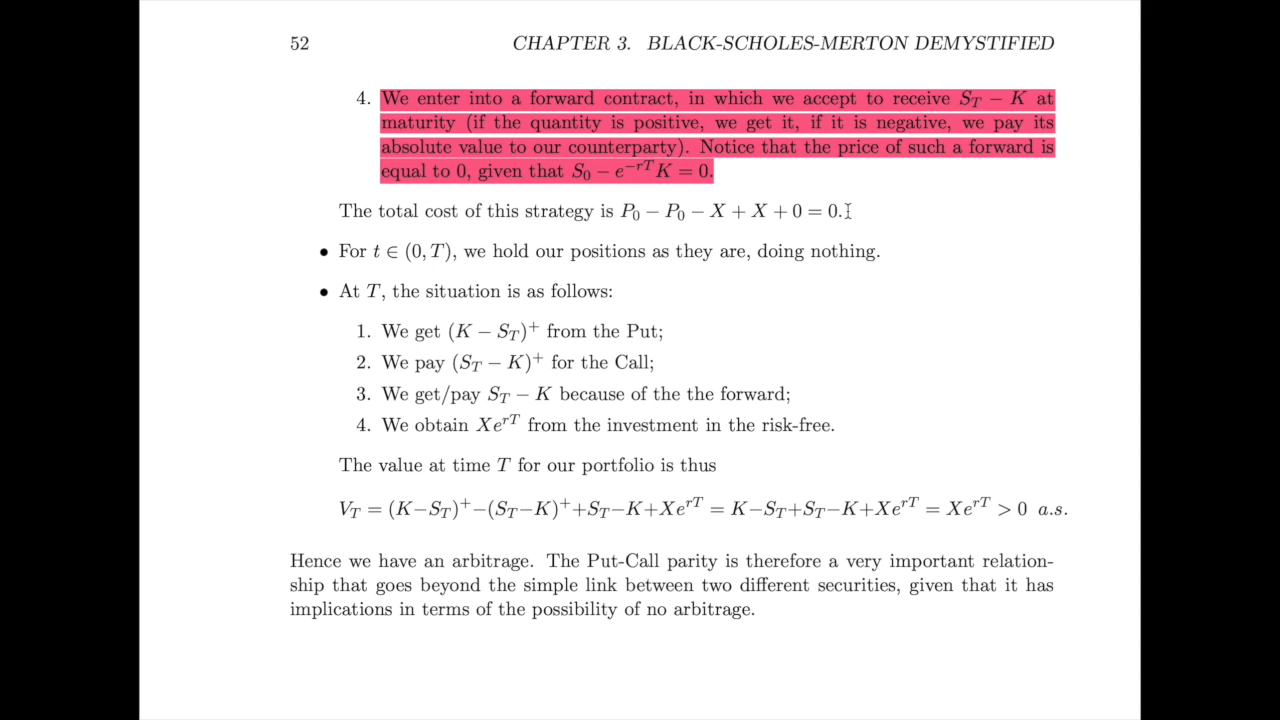 52 CHAPTER 3. BLACK-SCHOLES-MERTON DEMYSTIFIED
4. We enter into a forward contract, in which we accept to receive $S_T - K$ at
maturity (if the quantity is positive, we get it, if it is negative, we pay its
absolute value to our counterparty). Notice that the price of such a forward is
equal to 0, given that $S_0 - e^{-rT}K = 0$.
The total cost of this strategy is $P_0 - P_0 - X + X + 0 = 0$.
• For $t \in (0, T)$, we hold our positions as they are, doing nothing.
• At $T$, the situation is as follows:
1. We get $(K - S_T)^+$ from the Put;
2. We pay $(S_T - K)^+$ for the Call;
3. We get/pay $S_T - K$ because of the the forward;
4. We obtain $Xe^{rT}$ from the investment in the risk-free.
The value at time $T$ for our portfolio is thus
$V_T = (K-S_T)^+-(S_T-K)^++S_T-K+Xe^{rT} = K-S_T+S_T-K+Xe^{rT} = Xe^{rT} > 0$ a.s.
Hence we have an arbitrage. The Put-Call parity is therefore a very important relation-
ship that goes beyond the simple link between two different securities, given that it has
implications in terms of the possibility of no arbitrage.